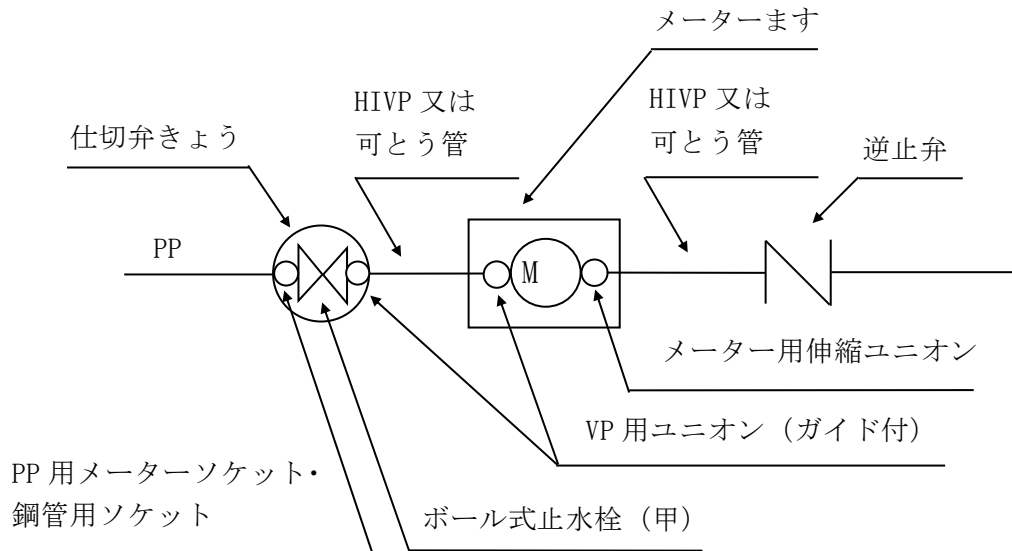 メーターます
HIVP 又は
可とう管
HIVP 又は
可とう管
仕切弁きょう
逆止弁
PP
M
メーター用伸縮ユニオン
VP 用ユニオン（ガイド付）
PP 用メーターソケット・
鋼管用ソケット
ボール式止水栓（甲）